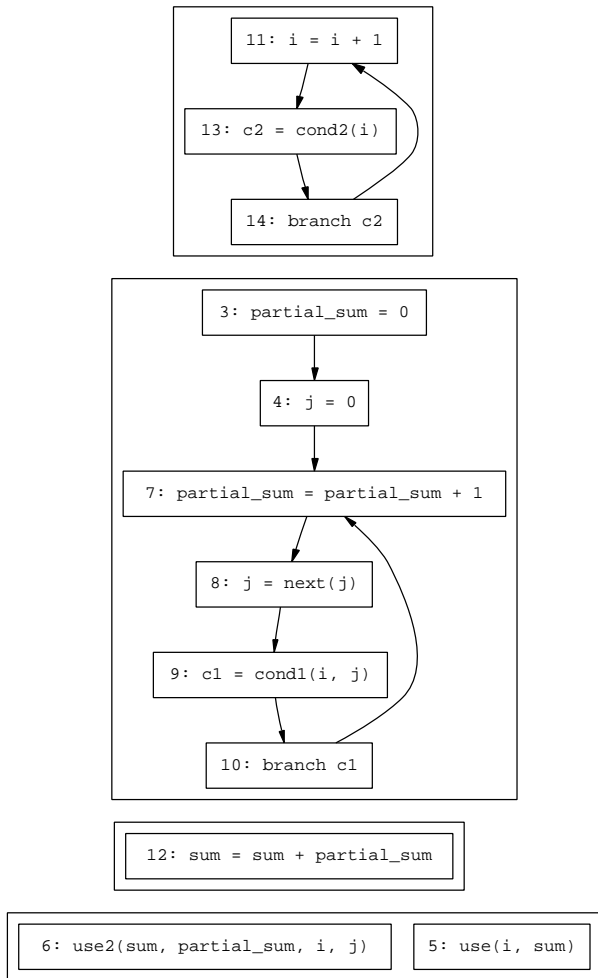 11: i = i + 1
13: c2 = cond2(i)
14: branch c2
3: partial_sum = 0
4: j = 0
7: partial_sum = partial_sum + 1
8: j = next(j)
9: c1 = cond1(i, j)
10: branch c1
12: sum = sum + partial_sum
6: use2(sum, partial_sum, i, j)
5: use(i, sum)